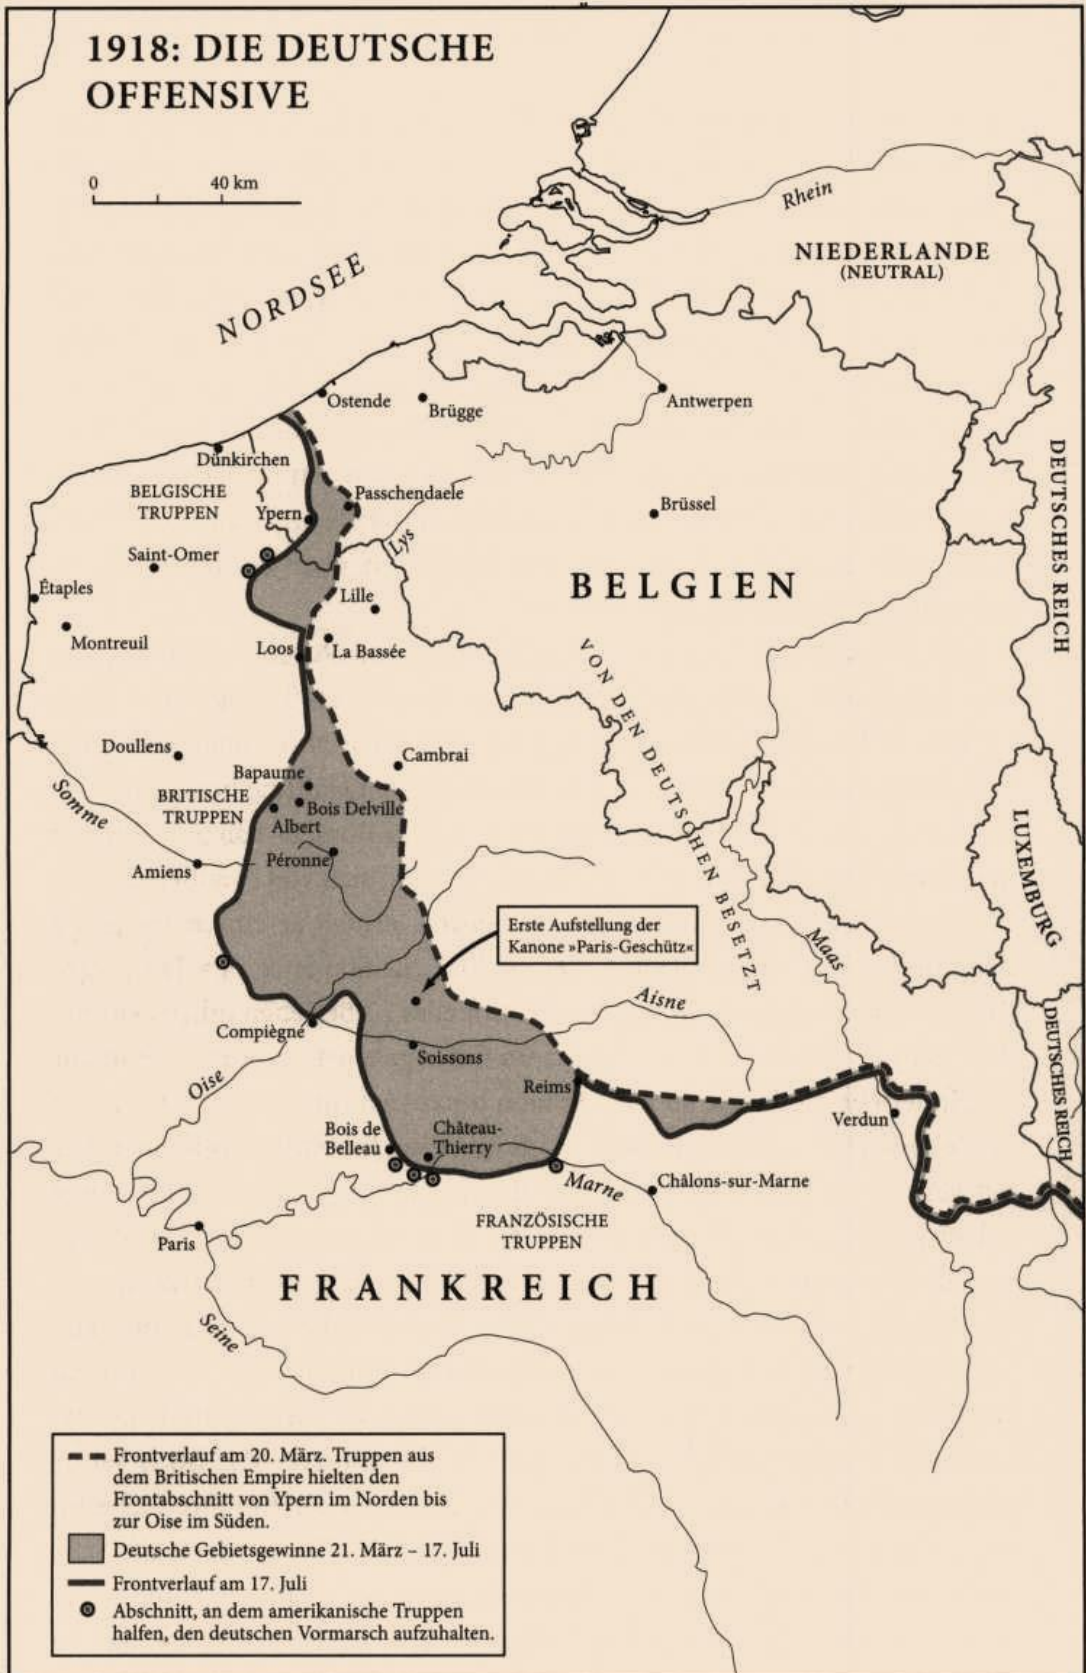 1918: DIE DEUTSCHE
OFFENSIVE
0 40 km
Rhein
NIEDERLANDE
(NEUTRAL)
NORDSEE
Ostende
Brügge
Antwerpen
Dünkirchen
BELGISCHE
TRUPPEN
Passchendaele
Ypern
Brüssel
DEUTSCHES REICH
Saint-Omer
Lys
Étaples
Lille
BELGIEN
Montreuil
Loos
La Bassée
VON DEN DEUTSCHEN BESETZT
Doullens
Cambrai
Bapaume
Somme
BRITISCHE
TRUPPEN
Bois Delville
Albert
LUXEMBURG
Péronne
Amiens
Erste Aufstellung der
Kanone »Paris-Geschütz«
Maas
Aisne
Compiègne
DEUTSCHES REICH
Soissons
Oise
Reims
Verdun
Bois de
Belleau
Château-
Thierry
Marne
Châlons-sur-Marne
FRANZÖSISCHE
TRUPPEN
Paris
FRANKREICH
Seine
Frontverlauf am 20. März. Truppen aus
dem Britischen Empire hielten den
Frontabschnitt von Ypern im Norden bis
zur Oise im Süden.
Deutsche Gebietsgewinne 21. März – 17. Juli
Frontverlauf am 17. Juli
Abschnitt, an dem amerikanische Truppen
halfen, den deutschen Vormarsch aufzuhalten.